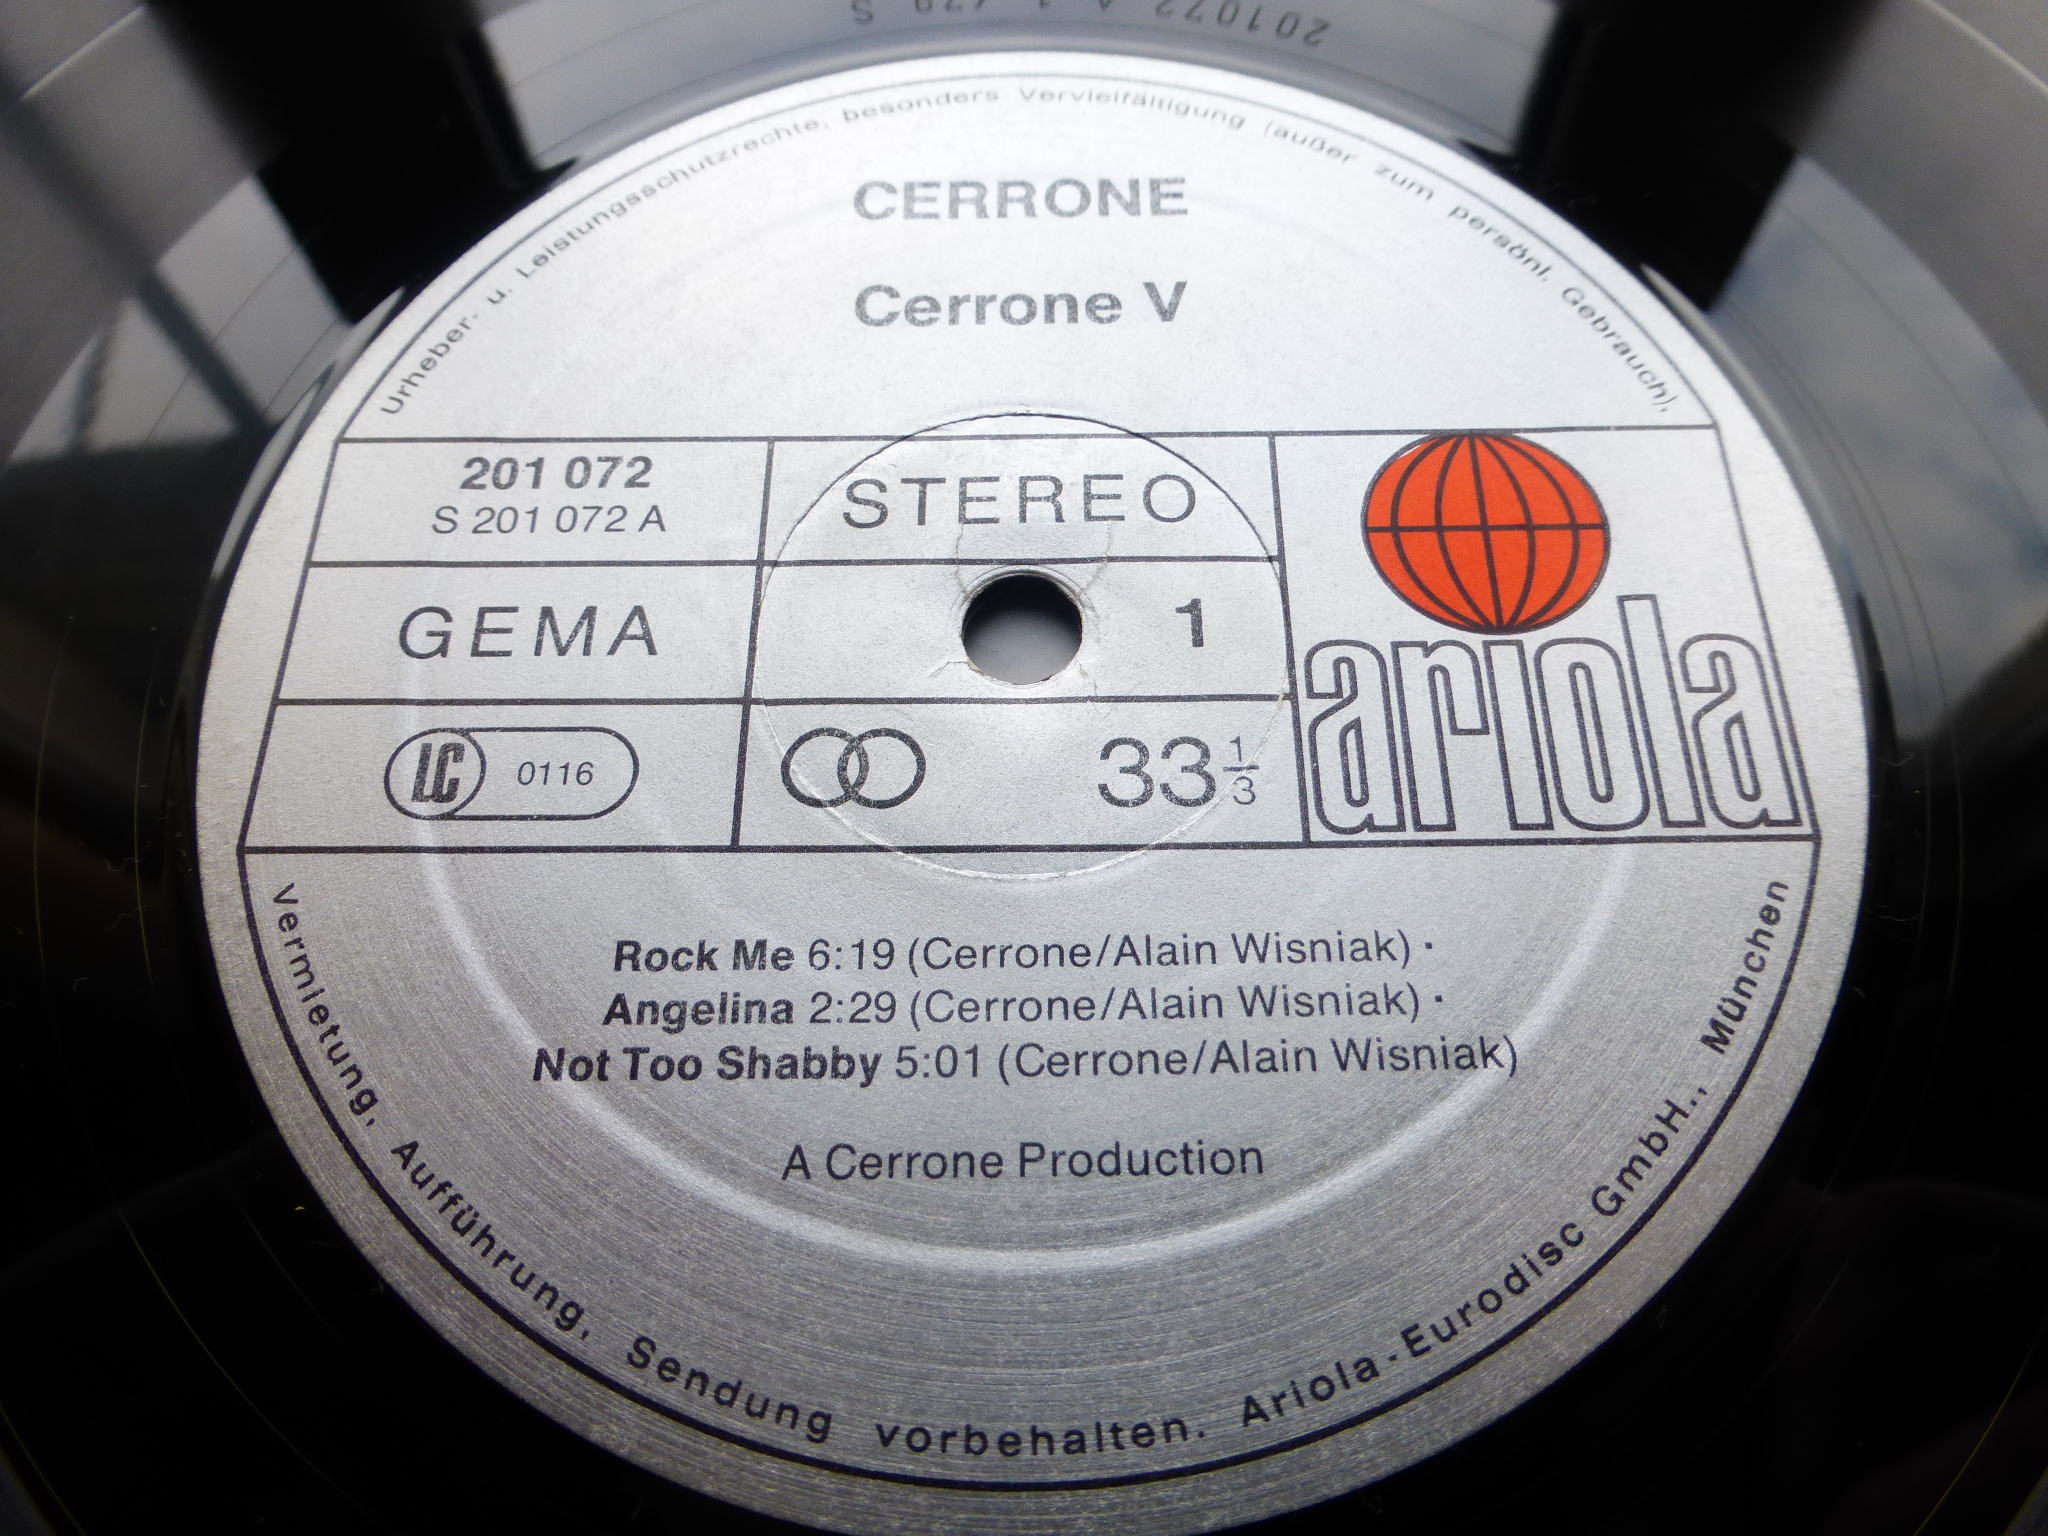 201072 A
Urheber- u. Leistungsschutzrechte, besonders Vervielfältigung (außer zum persönl. Gebrauch),
CERRONE
Cerrone V
201 072
S 201 072 A
STEREO
GEMA
1
LC 0116
33 1/3
ariola
Rock Me 6:19 (Cerrone/Alain Wisniak) ·
Angelina 2:29 (Cerrone/Alain Wisniak) ·
Not Too Shabby 5:01 (Cerrone/Alain Wisniak)
A Cerrone Production
Vermietung, Aufführung, Sendung vorbehalten. Ariola-Eurodisc GmbH., München